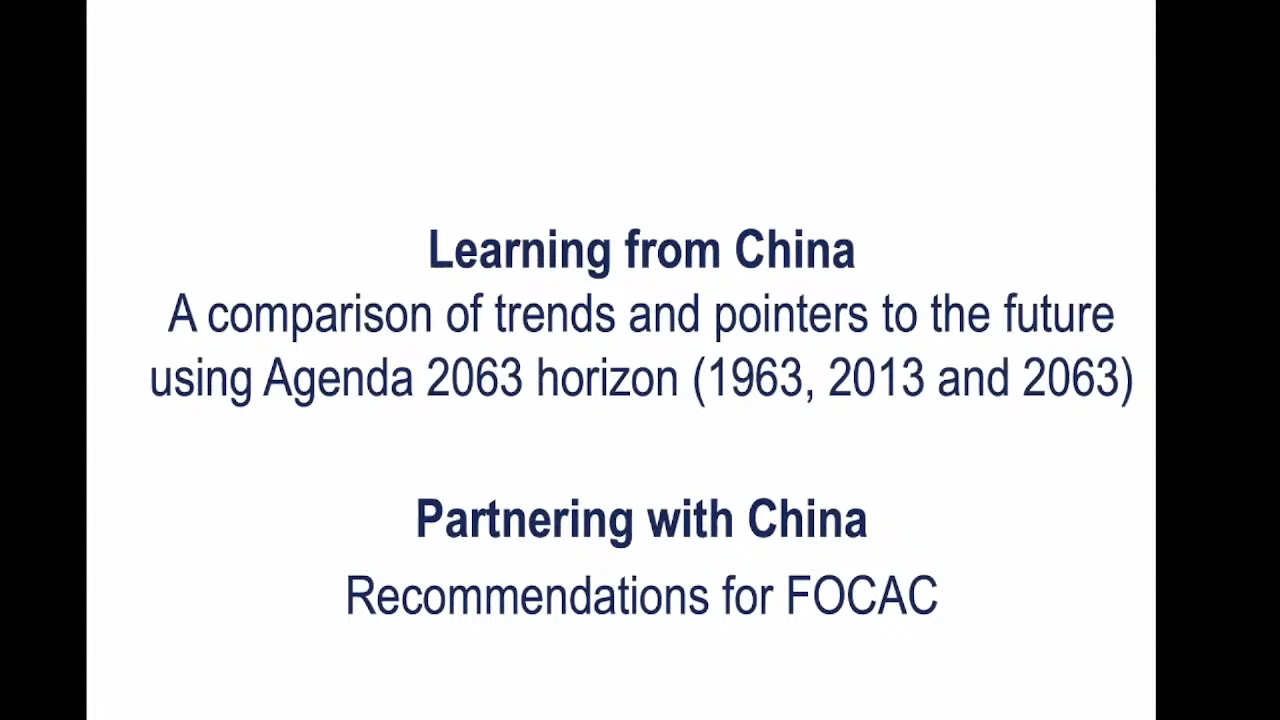 Learning from China
A comparison of trends and pointers to the future
using Agenda 2063 horizon (1963, 2013 and 2063)
Partnering with China
Recommendations for FOCAC